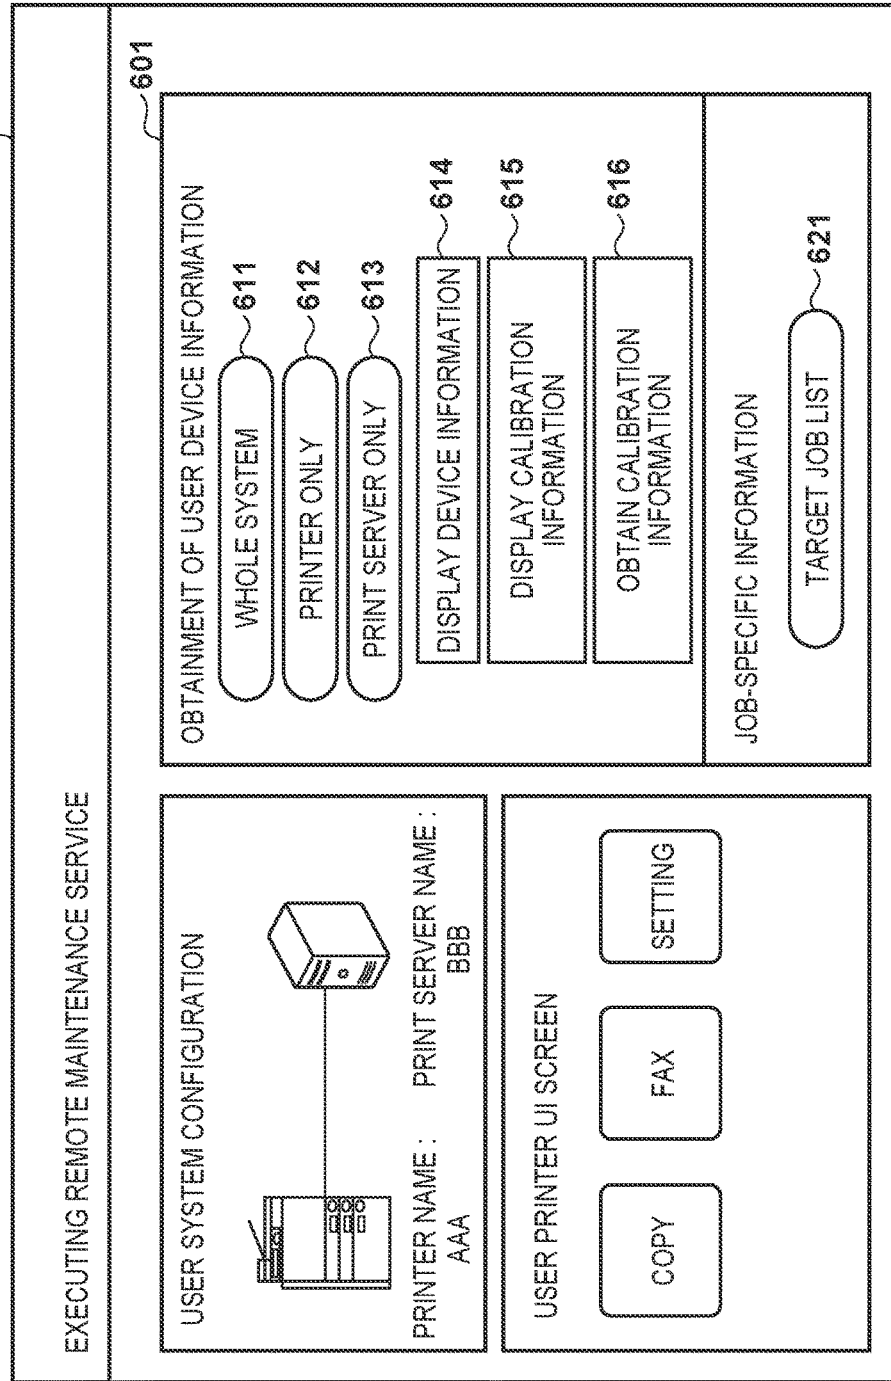 EXECUTING REMOTE MAINTENANCE SERVICE
USER SYSTEM CONFIGURATION
PRINTER NAME :
AAA
PRINT SERVER NAME :
BBB
USER PRINTER UI SCREEN
COPY
FAX
SETTING
601
OBTAINMENT OF USER DEVICE INFORMATION
WHOLE SYSTEM
611
PRINTER ONLY
612
PRINT SERVER ONLY
613
DISPLAY DEVICE INFORMATION
614
DISPLAY CALIBRATION
INFORMATION
615
OBTAIN CALIBRATION
INFORMATION
616
JOB-SPECIFIC INFORMATION
TARGET JOB LIST
621